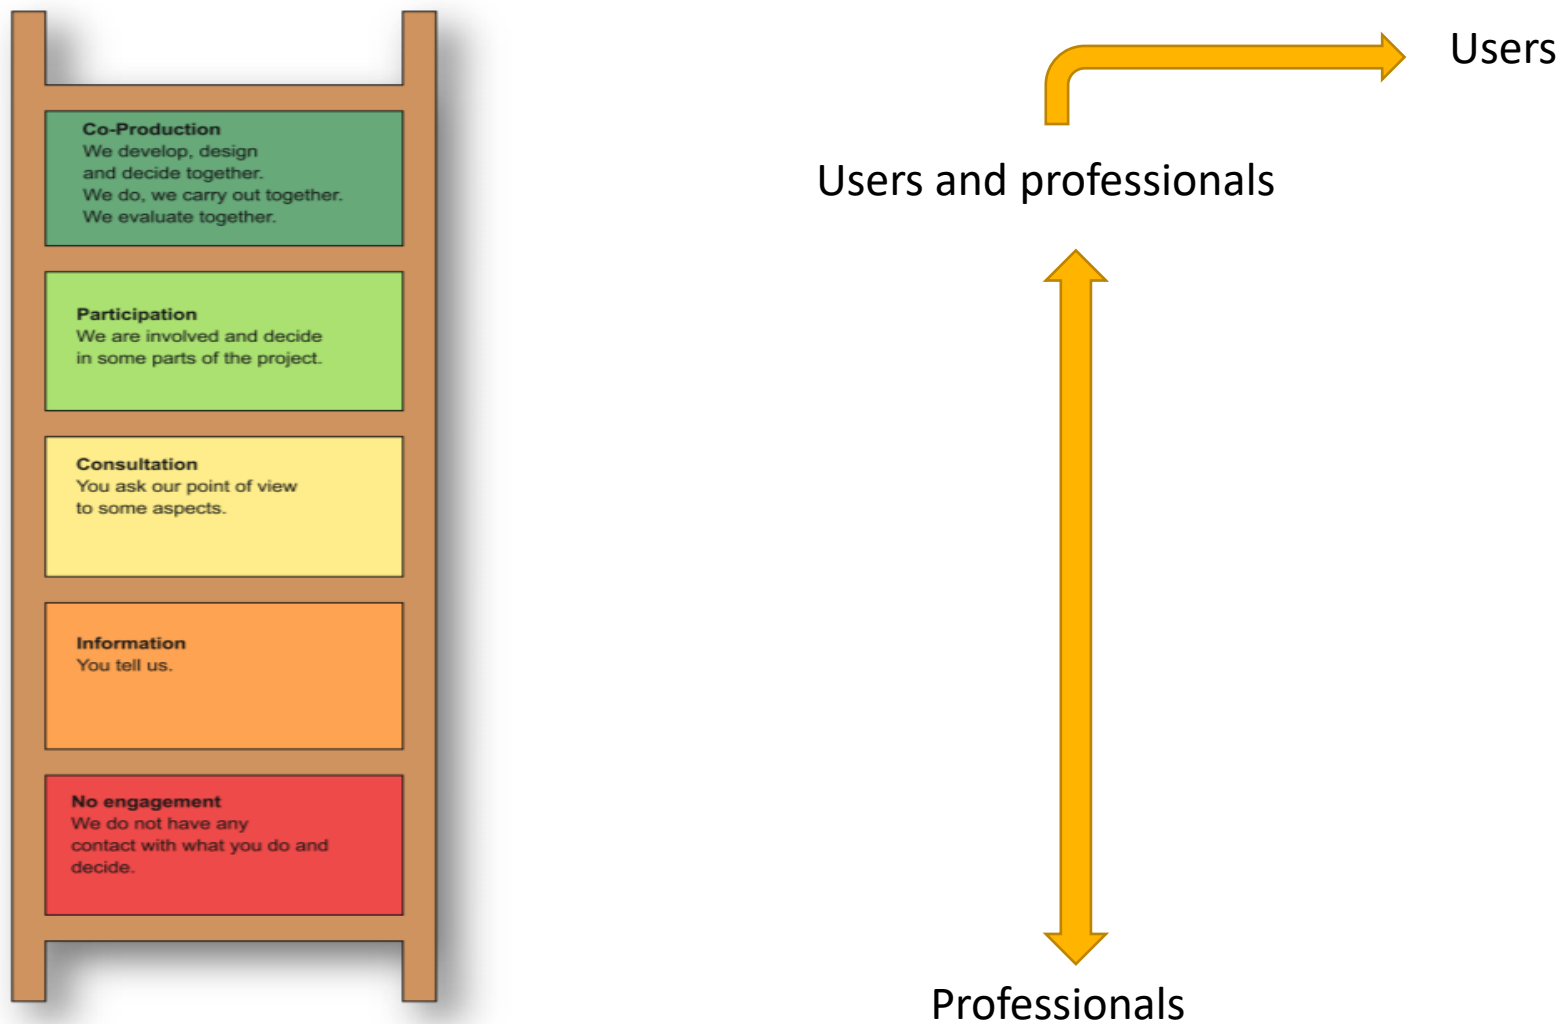 Co-Production
We develop, design
and decide together.
We do, we carry out together.
We evaluate together.
Participation
We are involved and decide
in some parts of the project.
Consultation
You ask our point of view
to some aspects.
Information
You tell us.
No engagement
We do not have any
contact with what you do and
decide.
Users
Users and professionals
Professionals